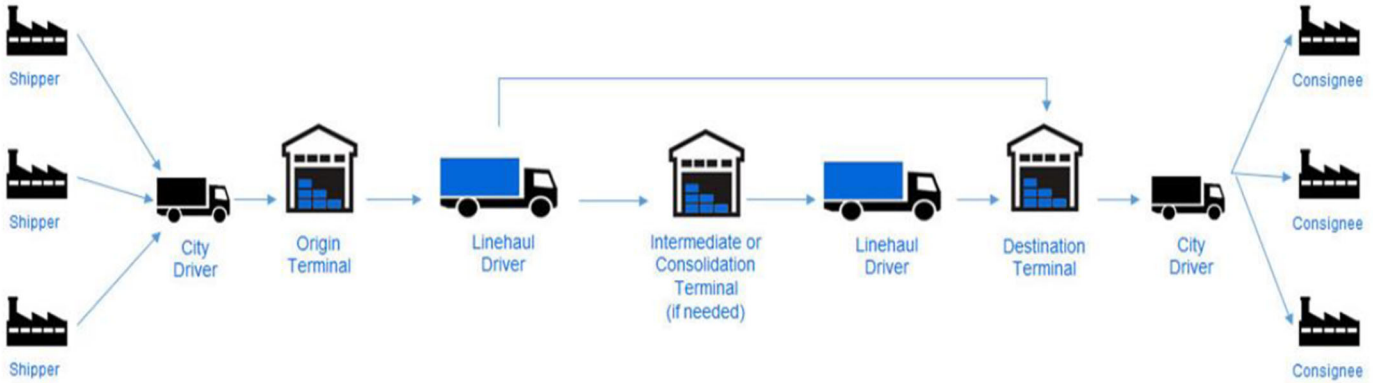 Shipper
Consignee
Shipper
Consignee
City
Driver
Origin
Terminal
Linehaul
Driver
Intermediate or
Consolidation
Terminal
(if needed)
Linehaul
Driver
Destination
Terminal
City
Driver
Shipper
Consignee